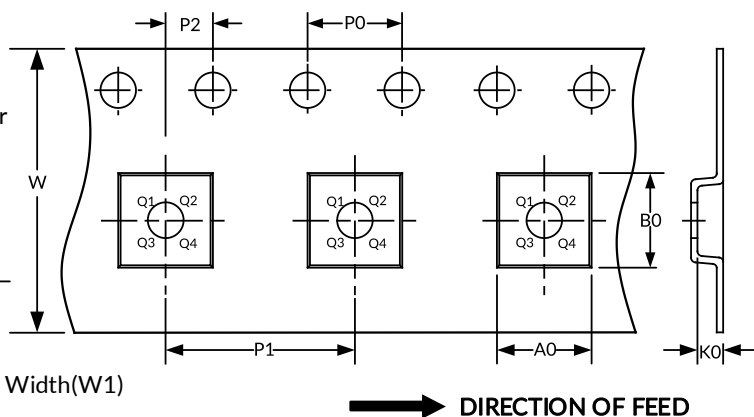 P2
P0
r
W
Q1 Q2
Q3 Q4
Q1 Q2
Q3 Q4
Q1 Q2
Q3 Q4
B0
P1
A0
K0
Width(W1)
DIRECTION OF FEED